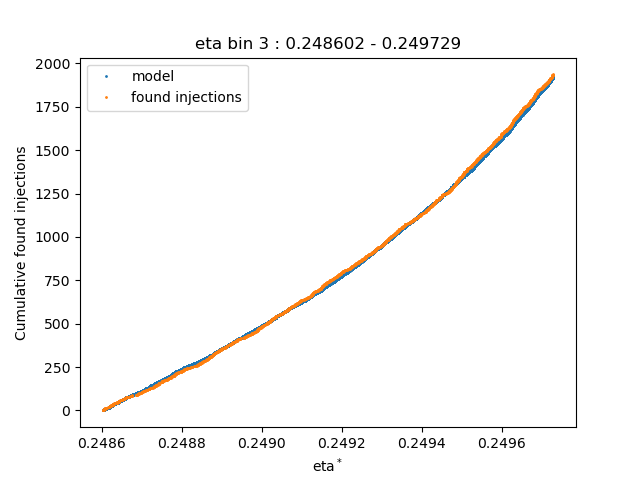 eta bin 3 : 0.248602 - 0.249729
model
found injections
2000
1750
1500
1250
1000
750
500
250
0
Cumulative found injections
0.2486 0.2488 0.2490 0.2492 0.2494 0.2496
eta*